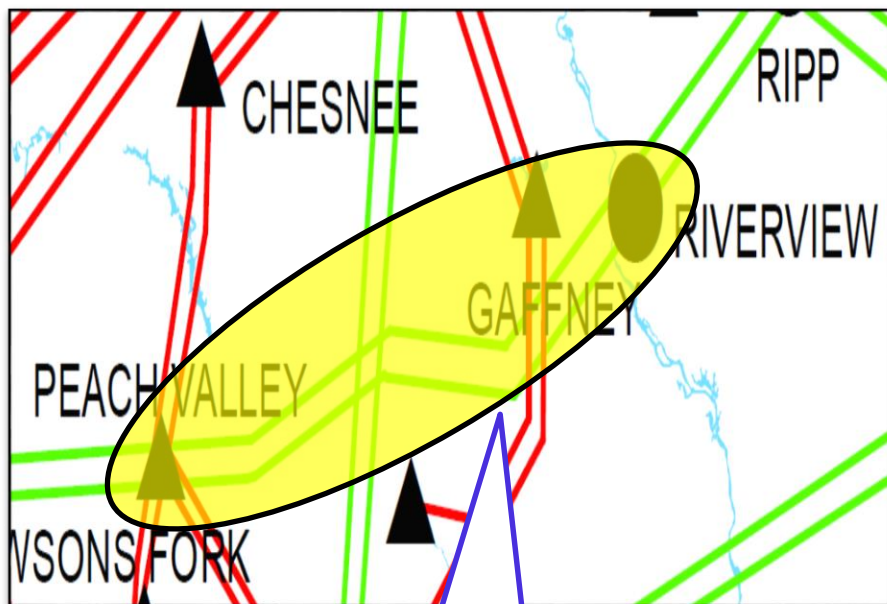 RIPP
CHESNEE
RIVERVIEW
GAFFNEY
PEACH VALLEY
WSONS FORK